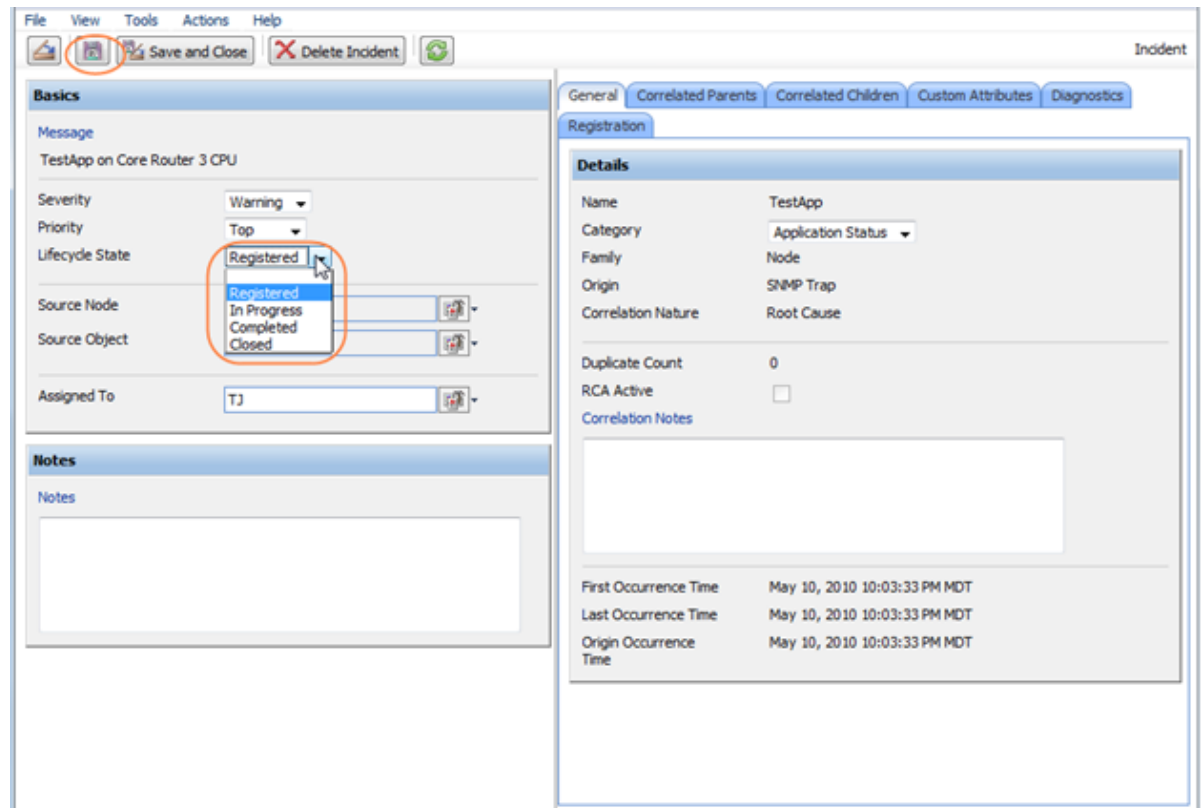 File View Tools Actions Help
Save and Close Delete Incident Incident
Basics
Message
TestApp on Core Router 3 CPU
Severity Warning
Priority Top
Lifecycle State Registered
Registered
In Progress
Completed
Closed
Source Node
Source Object
Assigned To TJ
Notes
Notes
General Correlated Parents Correlated Children Custom Attributes Diagnostics
Registration
Details
Name TestApp
Category Application Status
Family Node
Origin SNMP Trap
Correlation Nature Root Cause
Duplicate Count 0
RCA Active
Correlation Notes
First Occurrence Time May 10, 2010 10:03:33 PM MDT
Last Occurrence Time May 10, 2010 10:03:33 PM MDT
Origin Occurrence May 10, 2010 10:03:33 PM MDT
Time